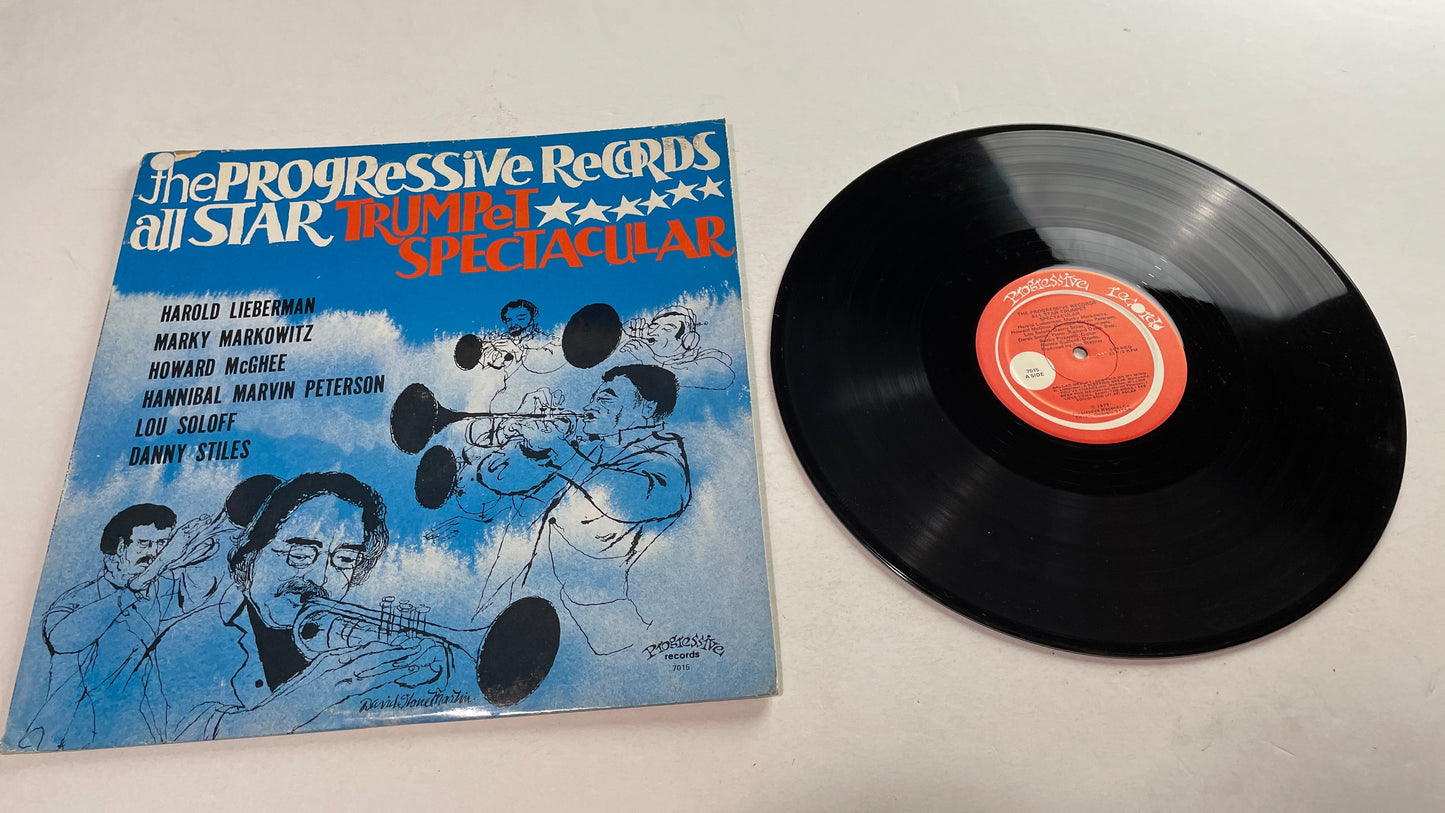 the PROGRESSIVE RECORDS
all STAR TRUMPET
SPECTACULAR
HAROLD LIEBERMAN
MARKY MARKOWITZ
HOWARD McGHEE
HANNIBAL MARVIN PETERSON
LOU SOLOFF
DANNY STILES
Progressive
records
7015
David Stone Martin
Progressive records
THE PROGRESSIVE RECORDS
ALL STAR TRUMPET
SPECTACULAR
STEREO
7015
A SIDE